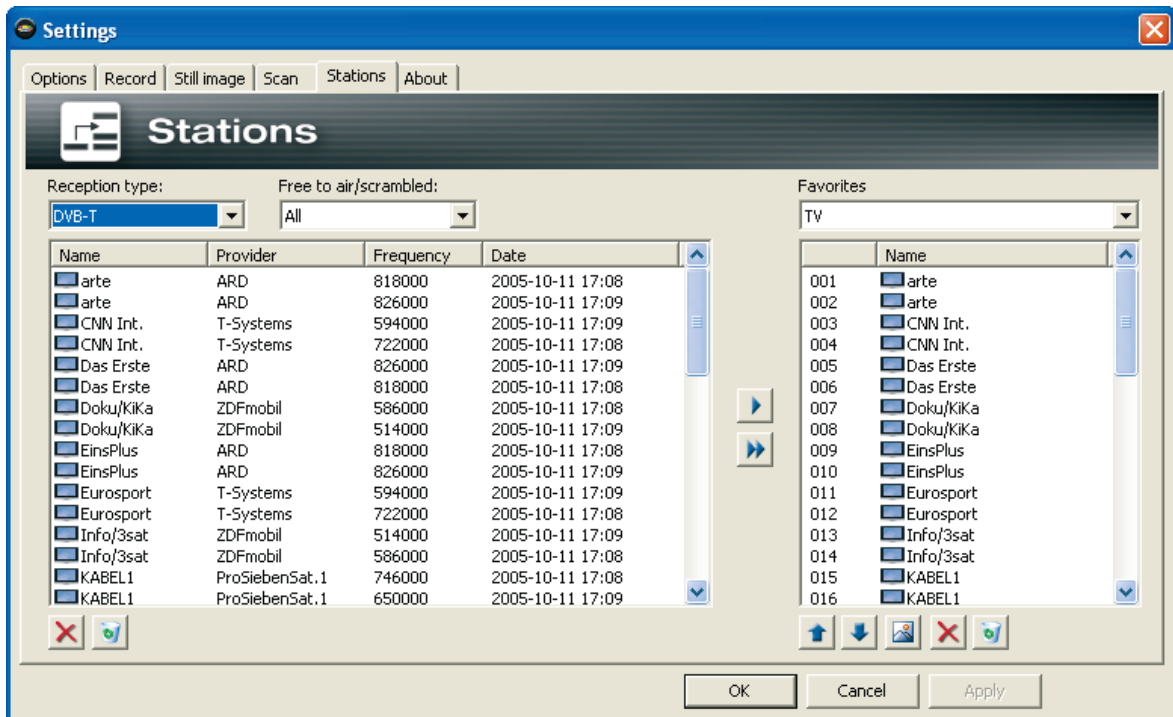 Settings
Options Record Still image Scan Stations About
Stations
Reception type: Free to air/scrambled: Favorites
DVB-T All TV
Name Provider Frequency Date Name
arte ARD 818000 2005-10-11 17:08 001 arte
arte ARD 826000 2005-10-11 17:09 002 arte
CNN Int. T-Systems 594000 2005-10-11 17:09 003 CNN Int.
CNN Int. T-Systems 722000 2005-10-11 17:08 004 CNN Int.
Das Erste ARD 826000 2005-10-11 17:09 005 Das Erste
Das Erste ARD 818000 2005-10-11 17:08 006 Das Erste
Doku/KiKa ZDFmobil 586000 2005-10-11 17:08 007 Doku/KiKa
Doku/KiKa ZDFmobil 514000 2005-10-11 17:09 008 Doku/KiKa
EinsPlus ARD 818000 2005-10-11 17:08 009 EinsPlus
EinsPlus ARD 826000 2005-10-11 17:09 010 EinsPlus
Eurosport T-Systems 594000 2005-10-11 17:09 011 Eurosport
Eurosport T-Systems 722000 2005-10-11 17:08 012 Eurosport
Info/3sat ZDFmobil 514000 2005-10-11 17:09 013 Info/3sat
Info/3sat ZDFmobil 586000 2005-10-11 17:08 014 Info/3sat
KABEL1 ProSiebenSat.1 746000 2005-10-11 17:08 015 KABEL1
KABEL1 ProSiebenSat.1 650000 2005-10-11 17:09 016 KABEL1
OK Cancel Apply